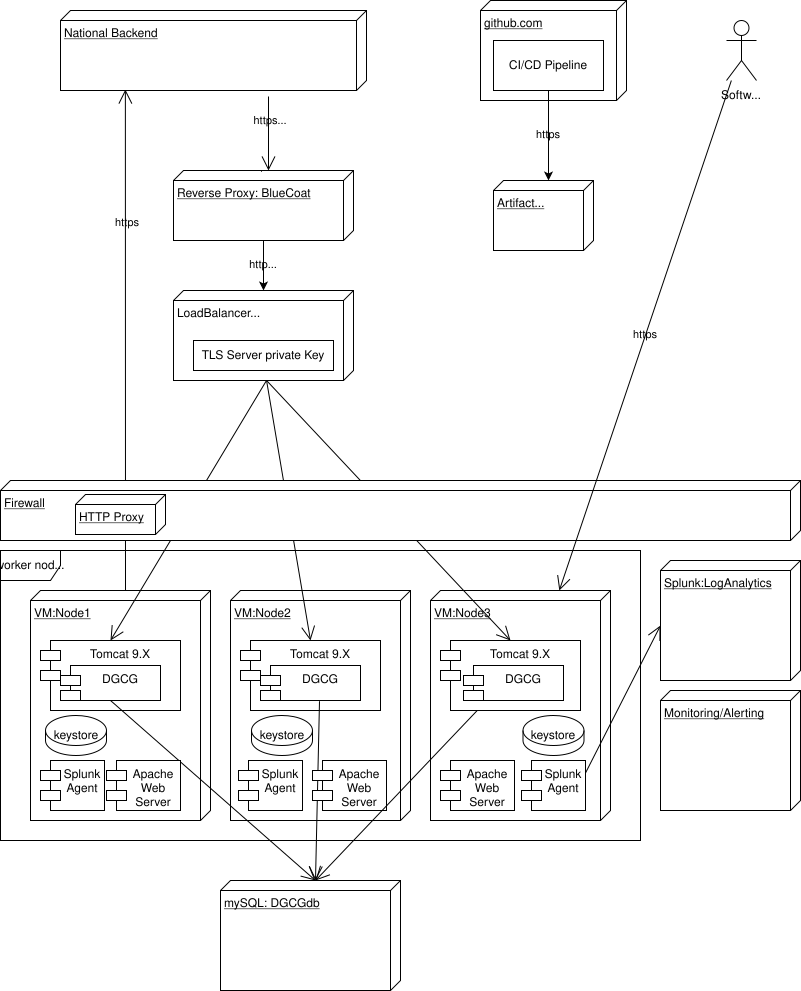 National Backend
github.com
CI/CD Pipeline
Softw...
https...
https
Reverse Proxy: BlueCoat
Artifact...
https
http...
LoadBalancer...
TLS Server private Key
https
Firewall
HTTP Proxy
worker nod...
VM:Node1
VM:Node2
VM:Node3
Splunk:LogAnalytics
Tomcat 9.X
DGCG
Tomcat 9.X
DGCG
Tomcat 9.X
DGCG
Monitoring/Alerting
keystore
keystore
keystore
Splunk
Agent
Apache
Web
Server
Splunk
Agent
Apache
Web
Server
Apache
Web
Server
Splunk
Agent
mySQL: DGCGdb